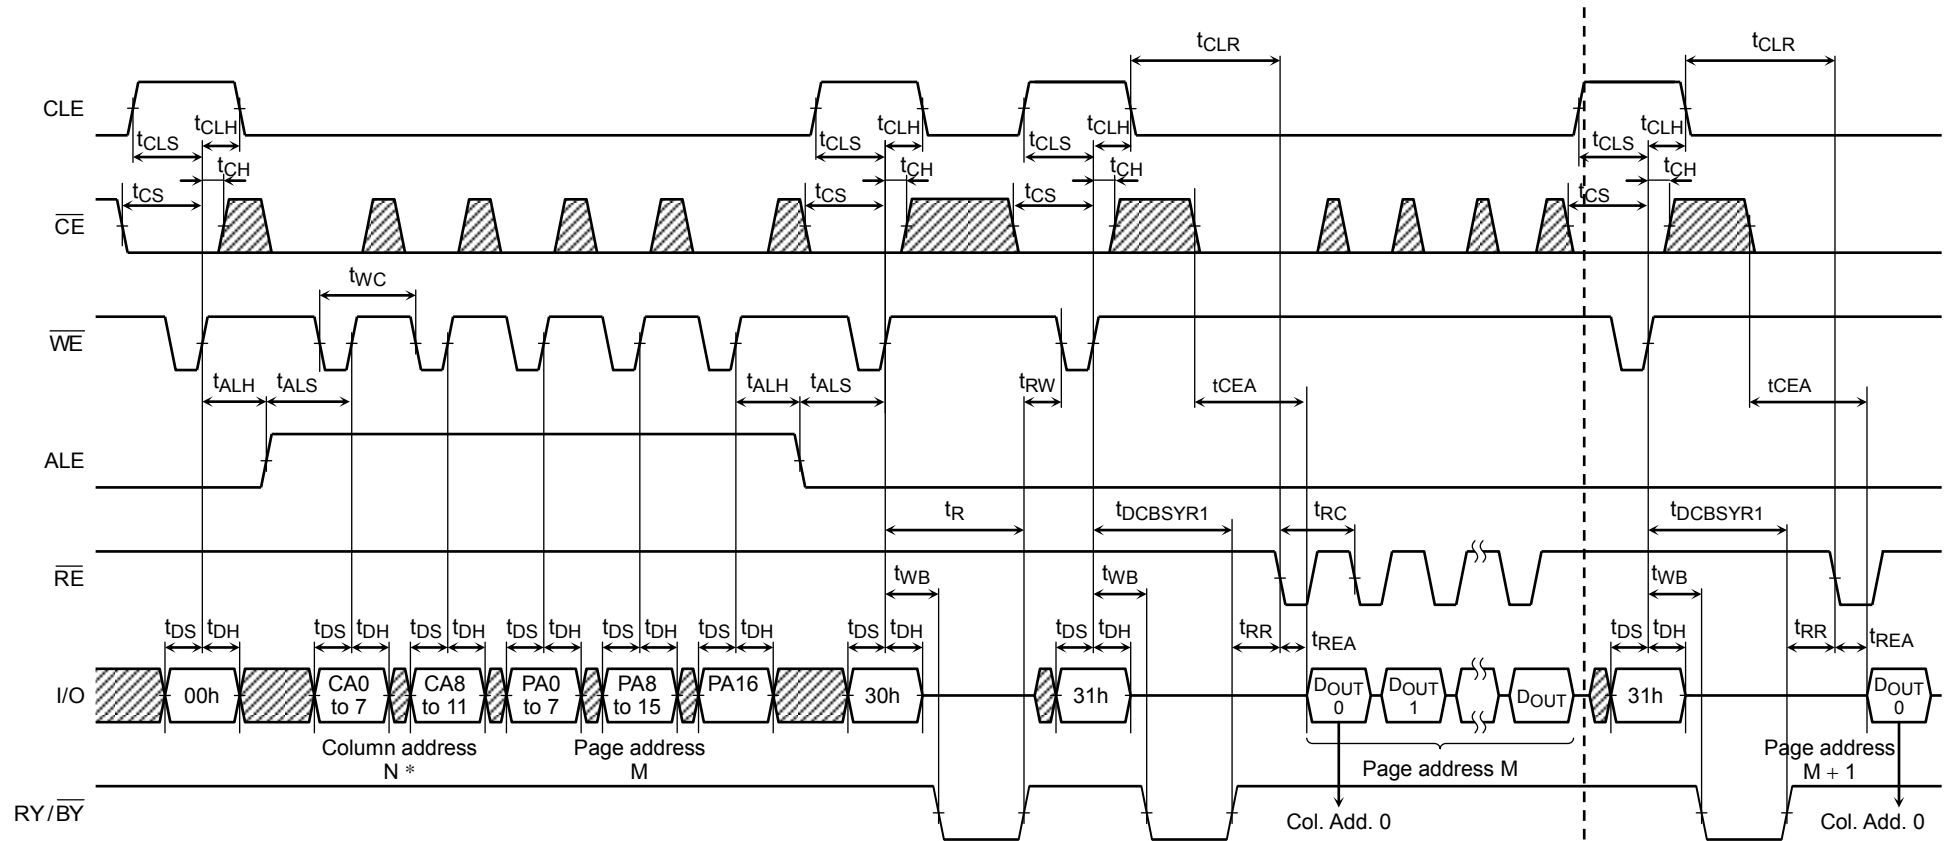 tCLR tCLR
CLE
tCLH tCLH tCLH tCLH
tCLS tCLS tCLS tCLS
tCH tCH tCH tCH
tCS tCS tCS tCS
CE
tWC
WE
tALH tALS tALH tALS tRW tCEA tCEA
ALE
tR tDCBSYR1 tRC tDCBSYR1
RE
tWB tWB tWB
tDS tDH tDS tDH tDS tDH tDS tDH tDS tDH tDS tDH tDS tDH tDS tDH tRR tREA tDS tDH tRR tREA
I/O
00h
CA0
to 7
CA8
to 11
PA0
to 7
PA8
to 15
PA16
30h
31h
DOUT
0
DOUT
1
DOUT
31h
DOUT
0
Column address
N *
Page address
M
Page address M
Page address
M + 1
RY/BY
Col. Add. 0
Col. Add. 0